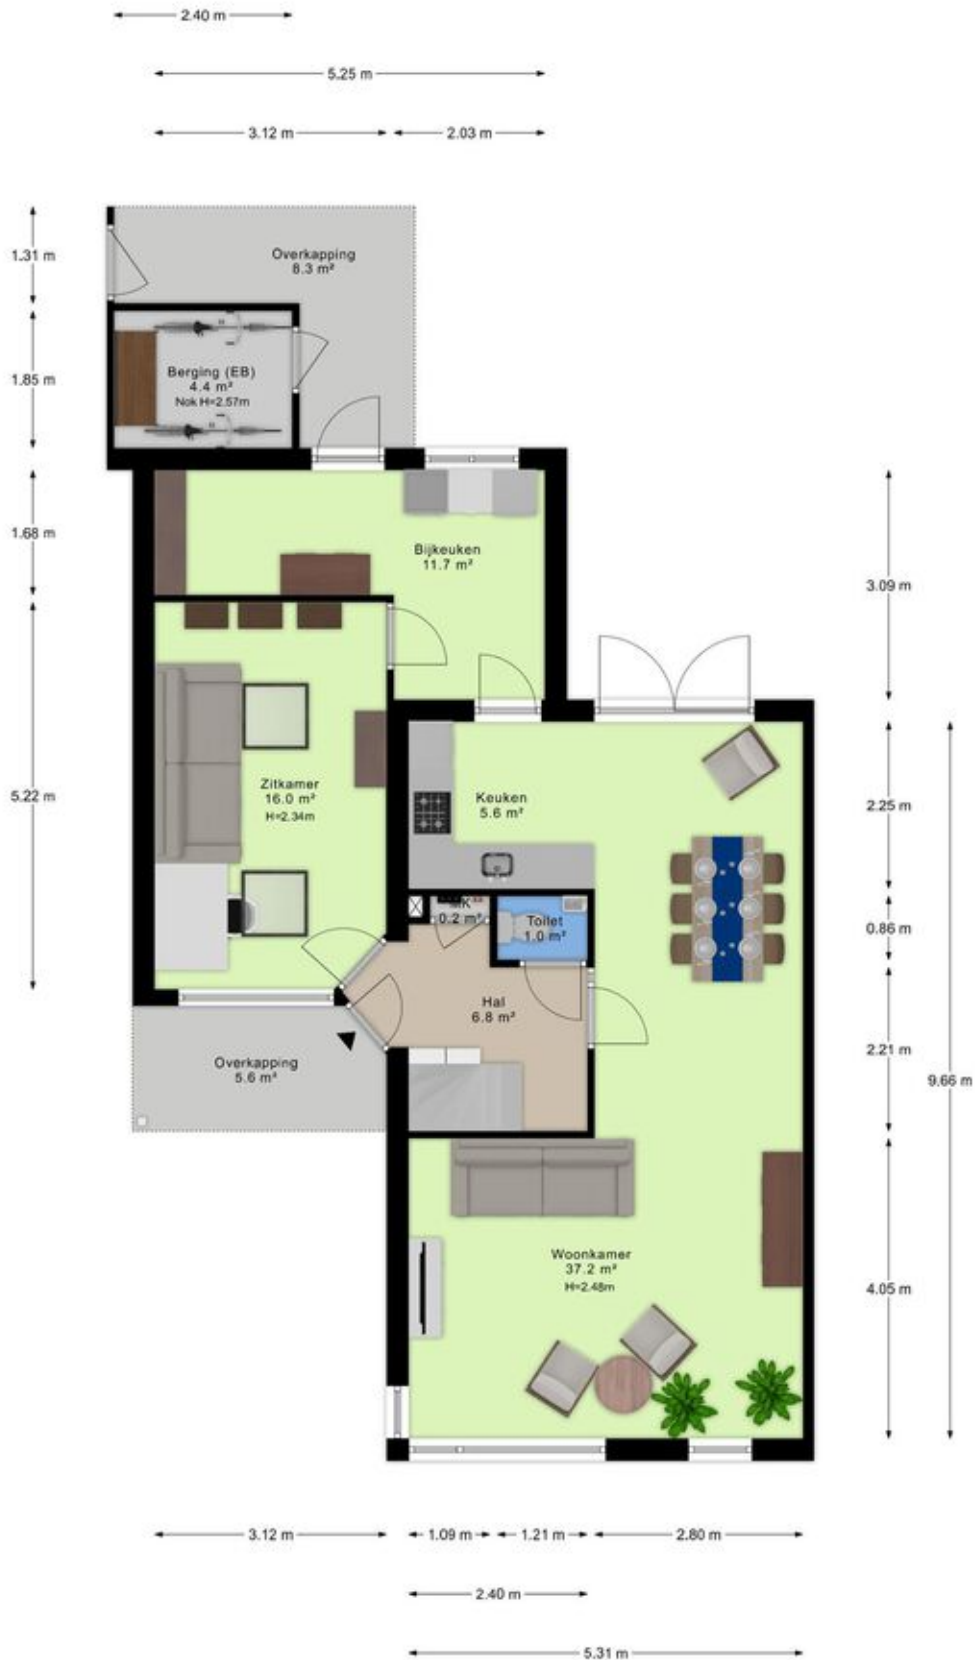 2.40 m
5.25 m
3.12 m
2.03 m
1.31 m
Overkapping
8.3 m²
1.85 m
Berging (EB)
4.4 m²
Nok H=2.57m
1.68 m
Bijkeuken
11.7 m²
3.09 m
5.22 m
Zitkamer
16.0 m²
H=2.34m
Keuken
5.6 m²
2.25 m
MK
0.2 m²
Toilet
1.0 m²
0.86 m
Hal
6.8 m²
2.21 m
9.66 m
Overkapping
5.6 m²
Woonkamer
37.2 m²
H=2.48m
4.05 m
3.12 m
1.09 m
1.21 m
2.80 m
2.40 m
5.31 m